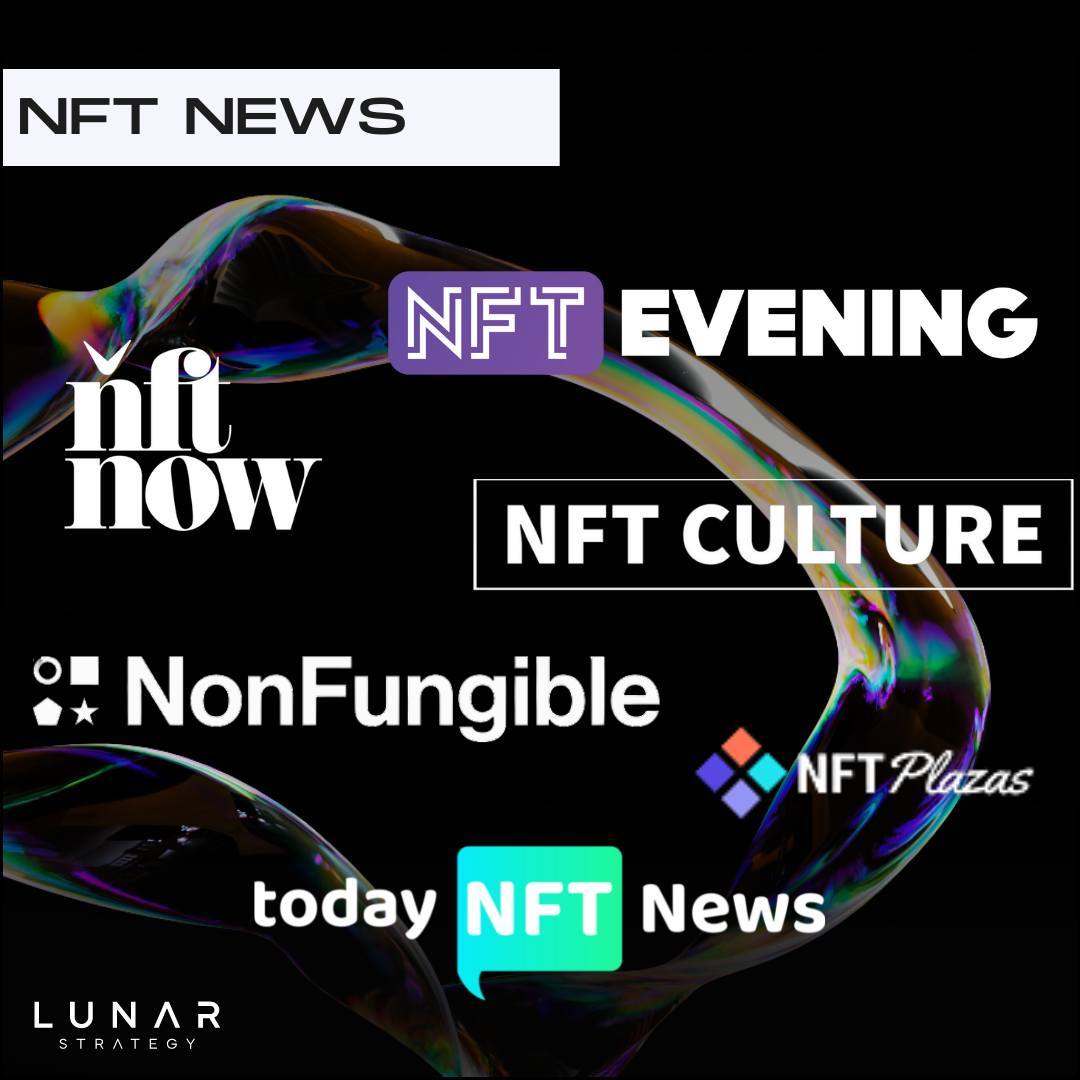 NFT NEWS
NFT EVENING
nft
now
NFT CULTURE
NonFungible
NFT Plazas
today NFT News
LUNAR
STRATEGY